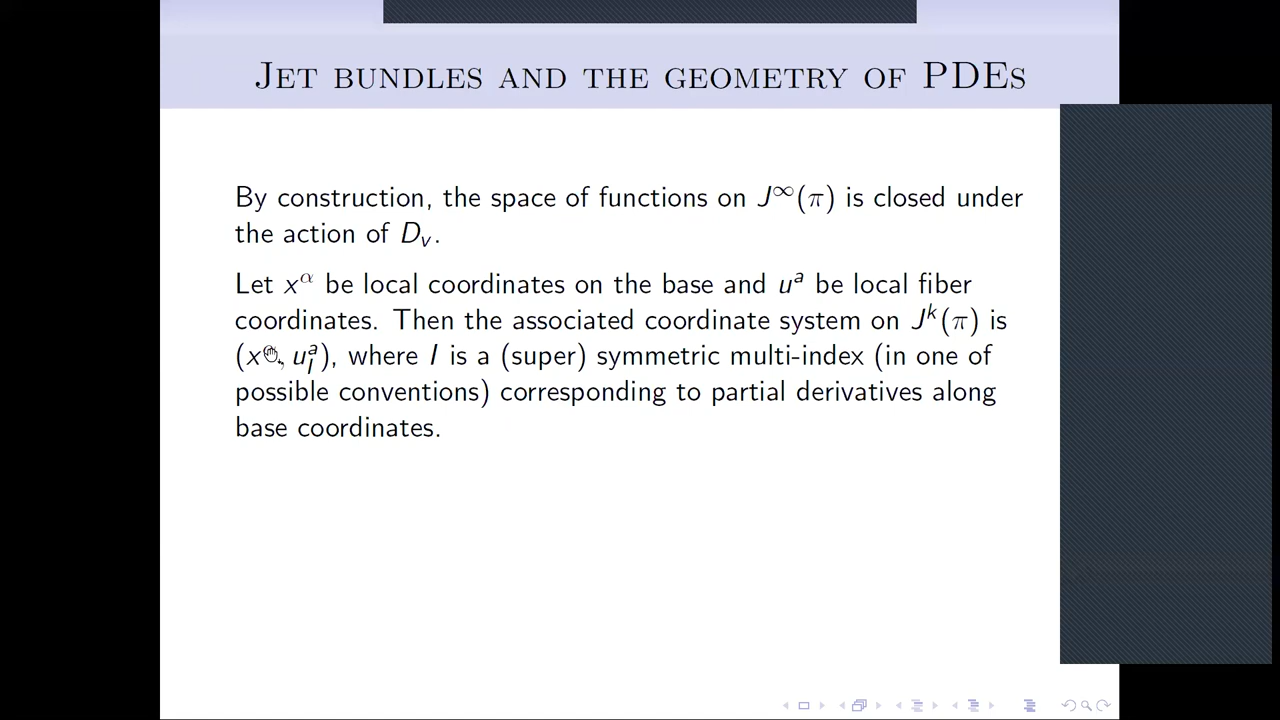 Jet bundles and the geometry of PDEs
By construction, the space of functions on J^∞(π) is closed under
the action of D_v.
Let x^α be local coordinates on the base and u^a be local fiber
coordinates. Then the associated coordinate system on J^k(π) is
(x , u^a_I), where I is a (super) symmetric multi-index (in one of
possible conventions) corresponding to partial derivatives along
base coordinates.